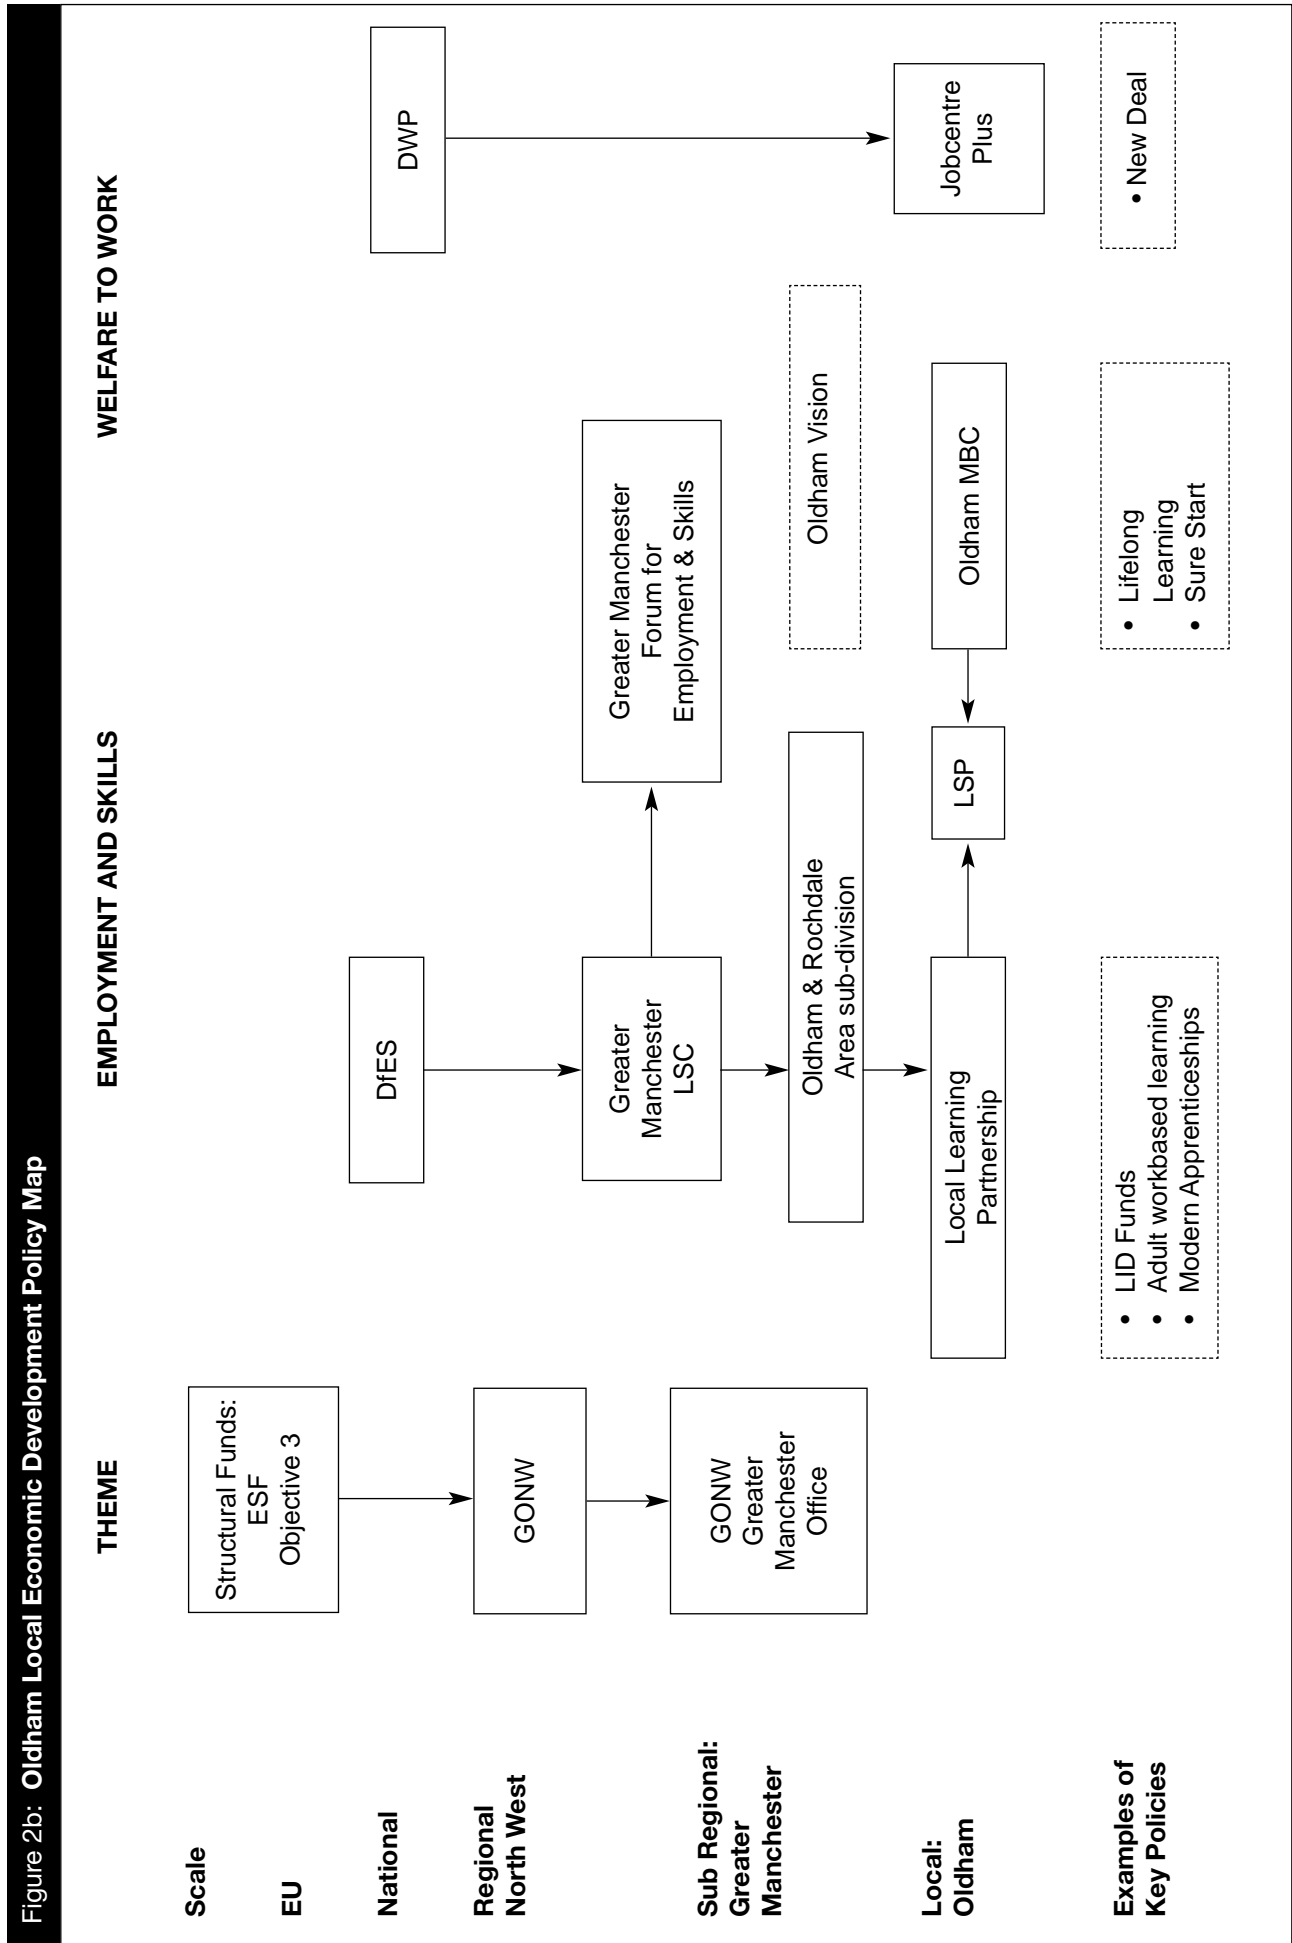 Figure 2b: Oldham Local Economic Development Policy Map
THEME
EMPLOYMENT AND SKILLS
WELFARE TO WORK
Scale
EU
Structural Funds:
ESF
Objective 3
National
DfES
DWP
Regional
North West
GONW
Sub Regional:
Greater
Manchester
GONW
Greater
Manchester
Office
Greater
Manchester
LSC
Greater Manchester
Forum for
Employment & Skills
Oldham & Rochdale
Area sub-division
Oldham Vision
Local:
Oldham
Local Learning
Partnership
LSP
Oldham MBC
Jobcentre
Plus
Examples of
Key Policies
• LID Funds
• Adult workbased learning
• Modern Apprenticeships
• Lifelong
Learning
• Sure Start
• New Deal